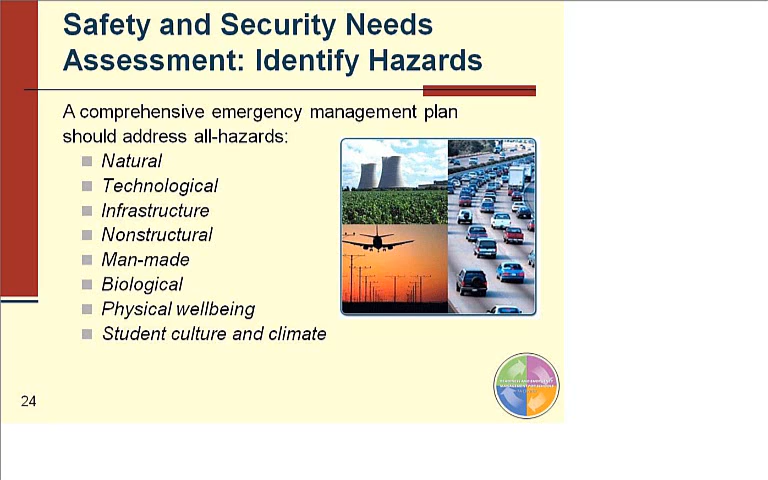 Safety and Security Needs
Assessment: Identify Hazards
A comprehensive emergency management plan
should address all-hazards:
Natural
Technological
Infrastructure
Nonstructural
Man-made
Biological
Physical wellbeing
Student culture and climate
24